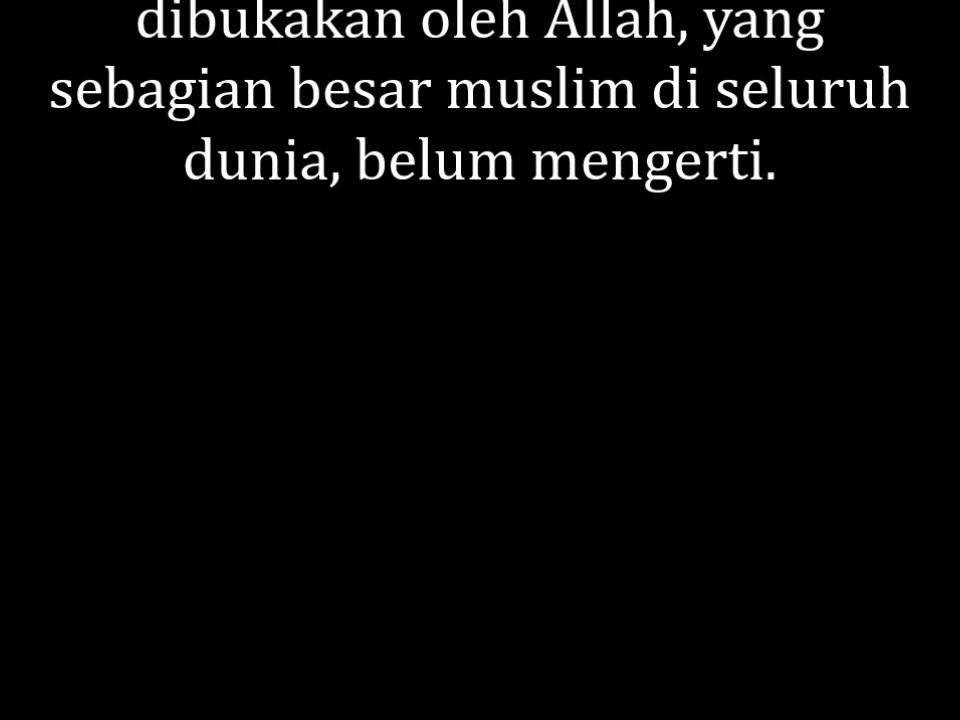 dibukakan oleh Allah, yang
sebagian besar muslim di seluruh
dunia, belum mengerti.